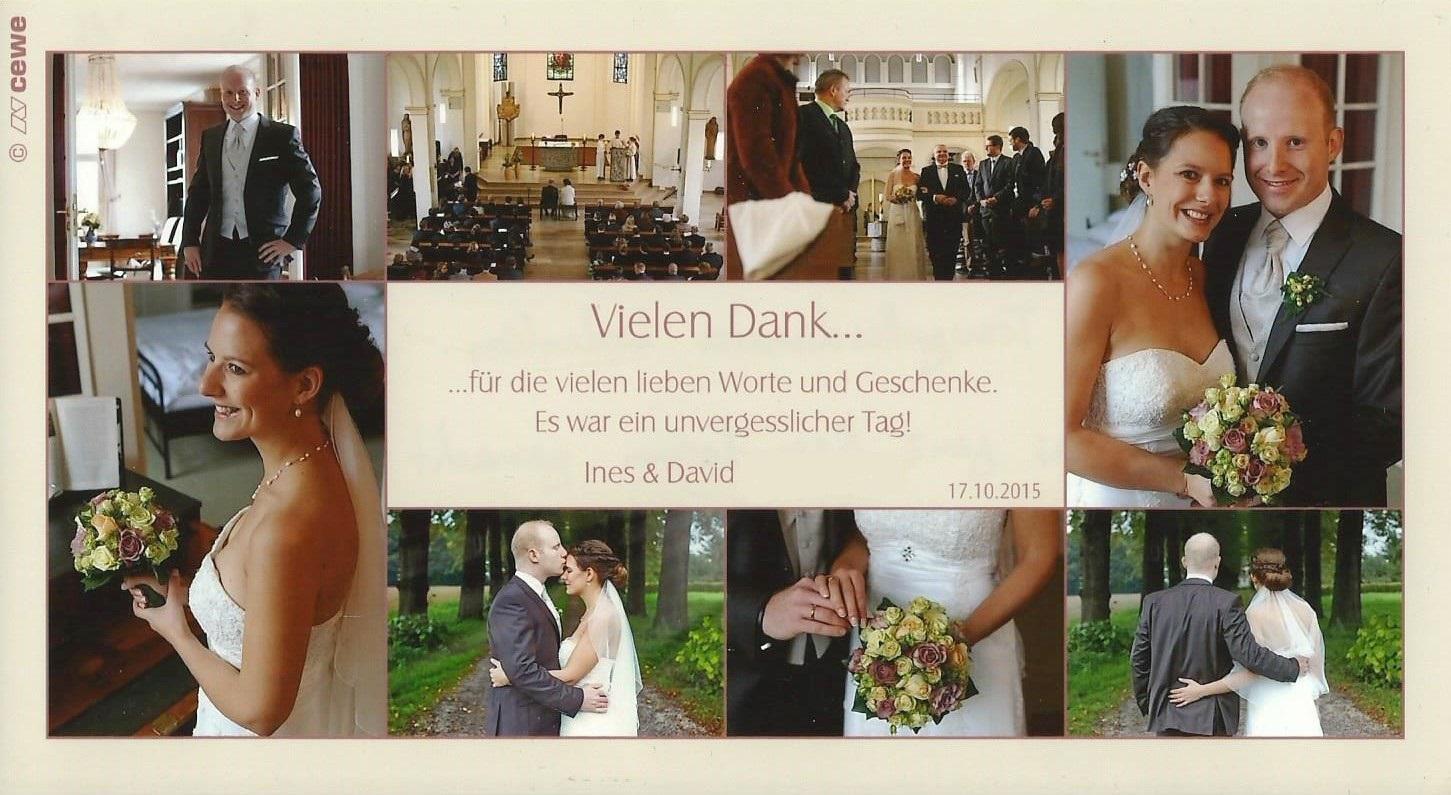 © cewe
Vielen Dank...
...für die vielen lieben Worte und Geschenke.
Es war ein unvergesslicher Tag!
Ines & David
17.10.2015